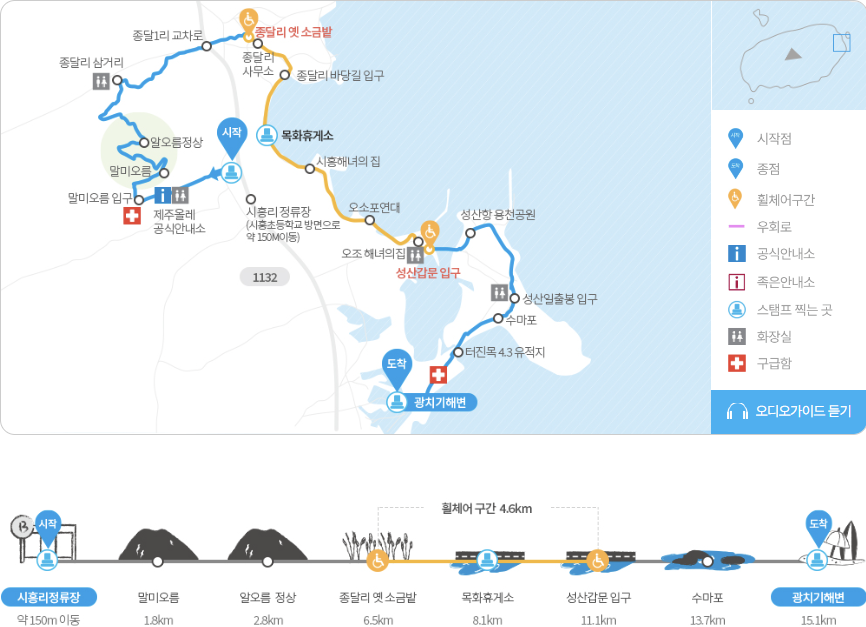 종달리 옛 소금밭
종달1리 교차로
종달리
사무소
종달리 삼거리
종달리 바당길 입구
시작
목화휴게소
알오름정상
시흥해녀의 집
말미오름
말미오름 입구
제주올레
공식안내소
시흥리 정류장
(시흥초등학교 방면으로
약 150M이동)
오소포연대
성산항 용천공원
오조 해녀의집
성산갑문 입구
1132
성산일출봉 입구
수마포
터진목 4.3 유적지
도착
광치기해변
시작
시작점
도착
종점
휠체어구간
우회로
공식안내소
족은안내소
스탬프 찍는 곳
화장실
구급함
오디오가이드 듣기
휠체어 구간 4.6km
시작
도착
시흥리정류장
말미오름
알오름 정상
종달리 옛 소금밭
목화휴게소
성산갑문 입구
수마포
광치기해변
약 150m 이동
1.8km
2.8km
6.5km
8.1km
11.1km
13.7km
15.1km